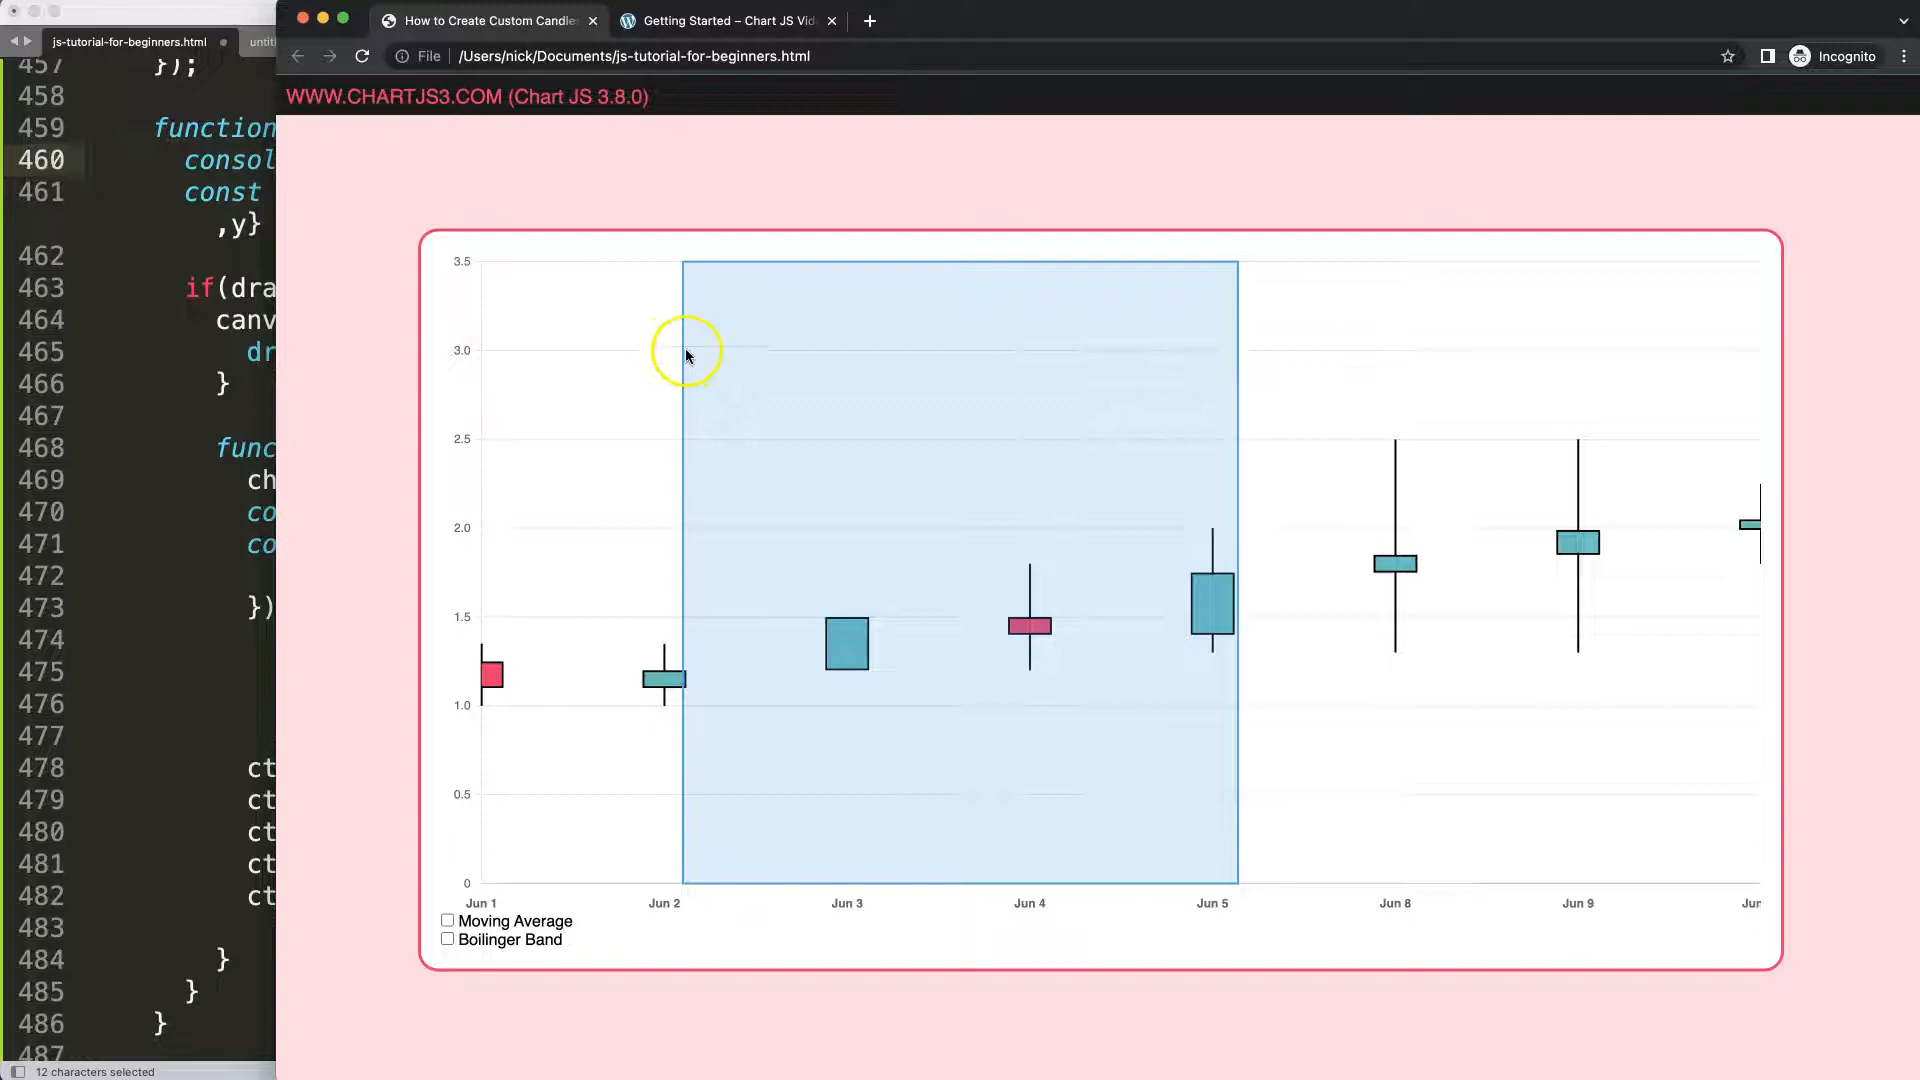 How to Create Custom Candle
Getting Started – Chart JS Vid
js-tutorial-for-beginners.html
untit
File
/Users/nick/Documents/js-tutorial-for-beginners.html
Incognito
WWW.CHARTJS3.COM (Chart JS 3.8.0)
457 });
458
459 function
460 consol
461 const
,y}
462
463 if(dra
464 canv
465 dr
466 }
467
468 func
469 ch
470 co
471 co
472
473 })
474
475
476
477
478 ct
479 ct
480 ct
481 ct
482 ct
483
484 }
485 }
486 }
487
12 characters selected
3.5
3.0
2.5
2.0
1.5
1.0
0.5
0
Jun 1 Jun 2 Jun 3 Jun 4 Jun 5 Jun 8 Jun 9 Jun
Moving Average
Boilinger Band